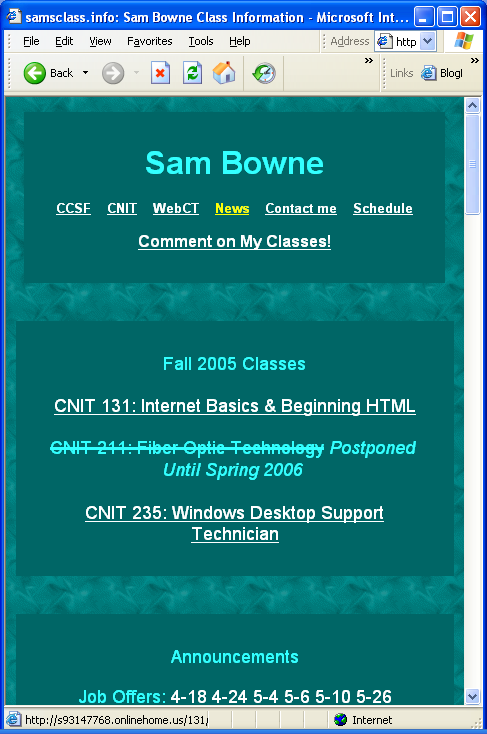 samsclass.info: Sam Bowne Class Information - Microsoft Int...
File Edit View Favorites Tools Help Address http
Back » Links Blogl »
Sam Bowne
CCSF CNIT WebCT News Contact me Schedule
Comment on My Classes!
Fall 2005 Classes
CNIT 131: Internet Basics & Beginning HTML
CNIT 211: Fiber Optic Technology Postponed
Until Spring 2006
CNIT 235: Windows Desktop Support
Technician
Announcements
Job Offers: 4-18 4-24 5-4 5-6 5-10 5-26
http://s93147768.onlinehome.us/131/ Internet